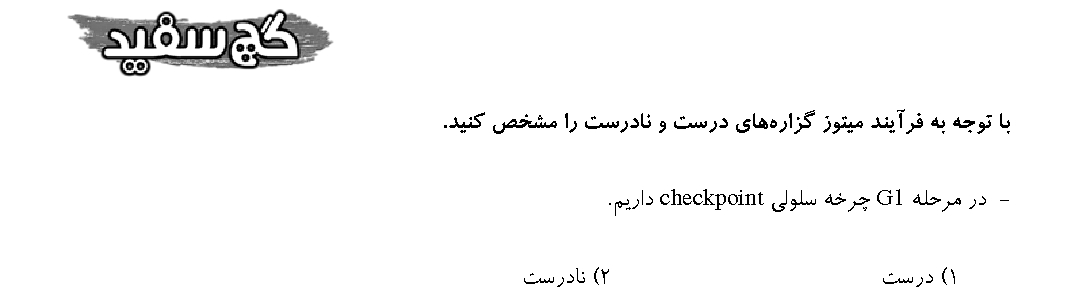 گچ سفید
با توجه به فرآیند میتوز گزاره‌های درست و نادرست را مشخص کنید.
- در مرحله G1 چرخه سلولی checkpoint داریم.
۱) درست ۲) نادرست